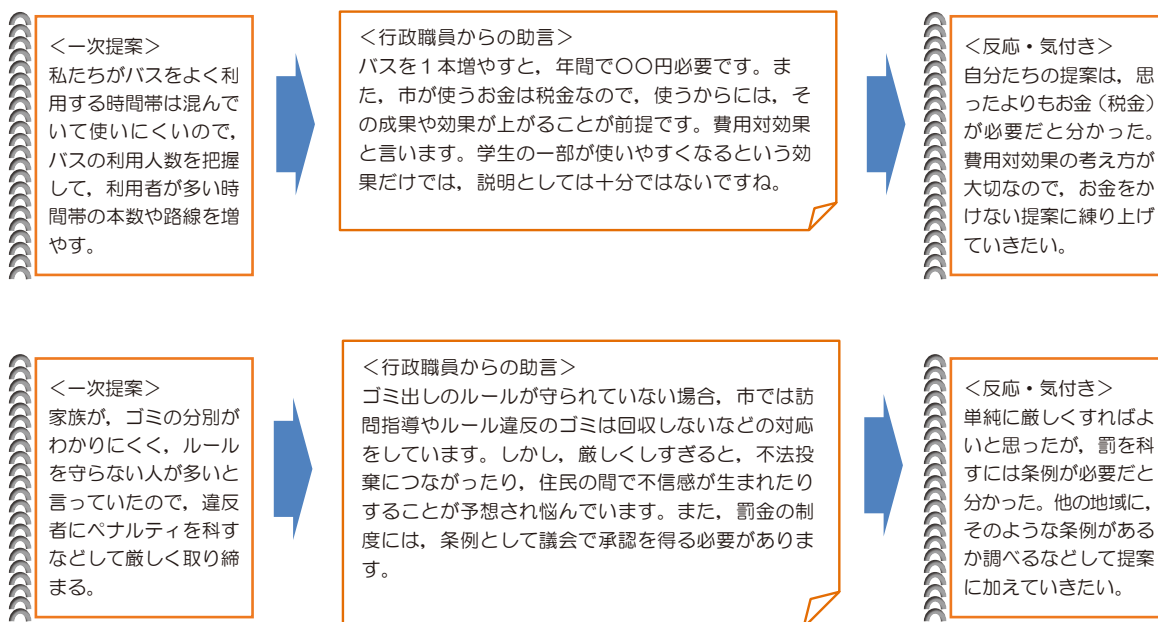 ＜一次提案＞
私たちがバスをよく利
用する時間帯は混んで
いて使いにくいので，
バスの利用人数を把握
して，利用者が多い時
間帯の本数や路線を増
やす。
＜行政職員からの助言＞
バスを１本増やすと，年間で〇〇円必要です。ま
た，市が使うお金は税金なので，使うからには，そ
の成果や効果が上がることが前提です。費用対効果
と言います。学生の一部が使いやすくなるという効
果だけでは，説明としては十分ではないですね。
＜反応・気付き＞
自分たちの提案は，思
ったよりもお金（税金）
が必要だと分かった。
費用対効果の考え方が
大切なので，お金をか
けない提案に練り上げ
ていきたい。
＜一次提案＞
家族が，ゴミの分別が
わかりにくく，ルール
を守らない人が多いと
言っていたので，違反
者にペナルティを科す
などして厳しく取り締
まる。
＜行政職員からの助言＞
ゴミ出しのルールが守られていない場合，市では訪
問指導やルール違反のゴミは回収しないなどの対応
をしています。しかし，厳しくしすぎると，不法投
棄につながったり，住民の間で不信感が生まれたり
することが予想され悩んでいます。また，罰金の制
度には，条例として議会で承認を得る必要がありま
す。
＜反応・気付き＞
単純に厳しくすればよ
いと思ったが，罰を科
すには条例が必要だと
分かった。他の地域に，
そのような条例がある
か調べるなどして提案
に加えていきたい。